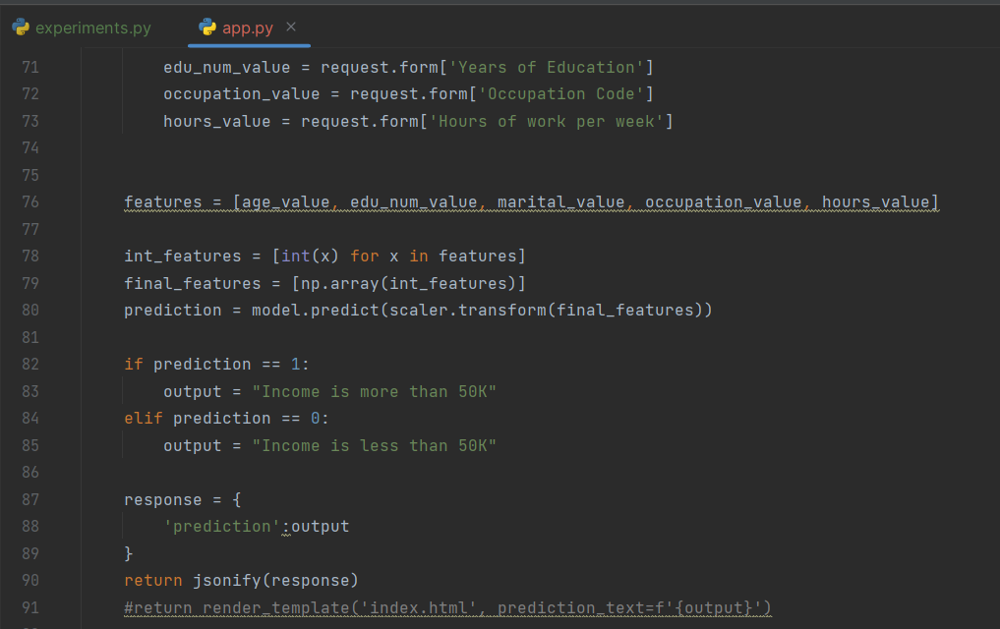 experiments.py app.py ×
71 edu_num_value = request.form['Years of Education']
72 occupation_value = request.form['Occupation Code']
73 hours_value = request.form['Hours of work per week']
74
75
76 features = [age_value, edu_num_value, marital_value, occupation_value, hours_value]
77
78 int_features = [int(x) for x in features]
79 final_features = [np.array(int_features)]
80 prediction = model.predict(scaler.transform(final_features))
81
82 if prediction == 1:
83 output = "Income is more than 50K"
84 elif prediction == 0:
85 output = "Income is less than 50K"
86
87 response = {
88 'prediction':output
89 }
90 return jsonify(response)
91 #return render_template('index.html', prediction_text=f'{output}')